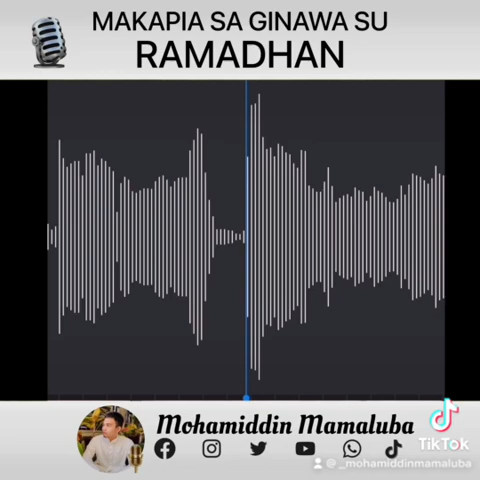 MAKAPIA SA GINAWA SU
RAMADHAN
Mohamiddin Mamaluba
TikTok
@_mohamiddinmamaluba